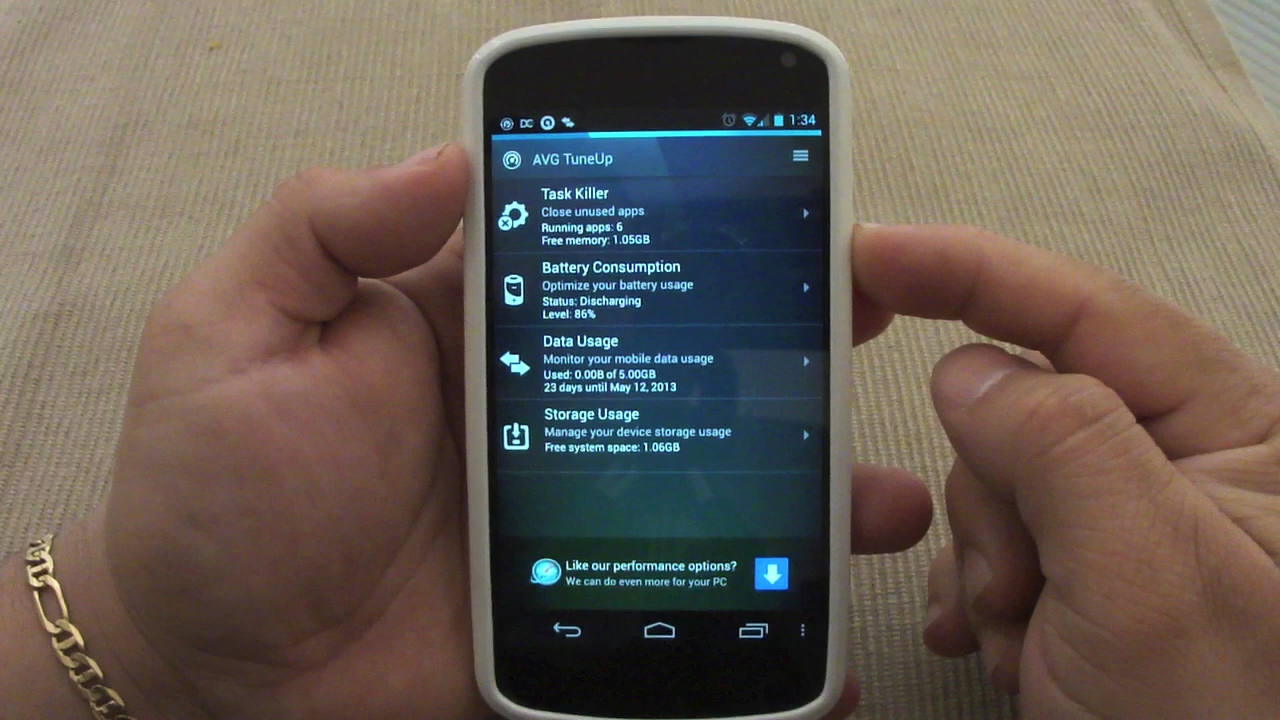 DC 1:34
AVG TuneUp
Task Killer
Close unused apps
Running apps: 6
Free memory: 1.05GB
Battery Consumption
Optimize your battery usage
Status: Discharging
Level: 86%
Data Usage
Monitor your mobile data usage
Used: 0.00B of 5.00GB
23 days until May 12, 2013
Storage Usage
Manage your device storage usage
Free system space: 1.06GB
Like our performance options?
We can do even more for your PC